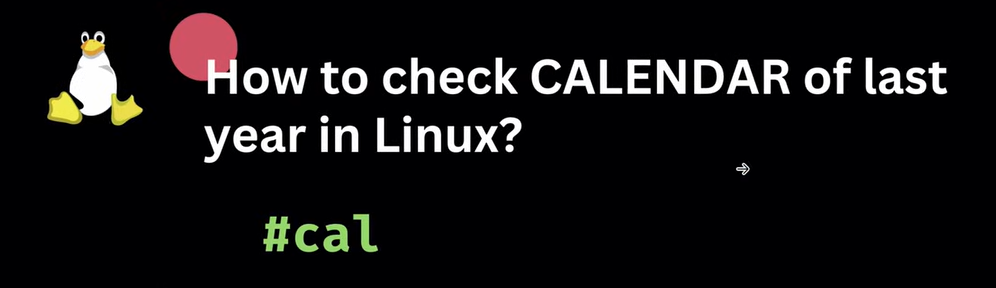 How to check CALENDAR of last
year in Linux?
#cal